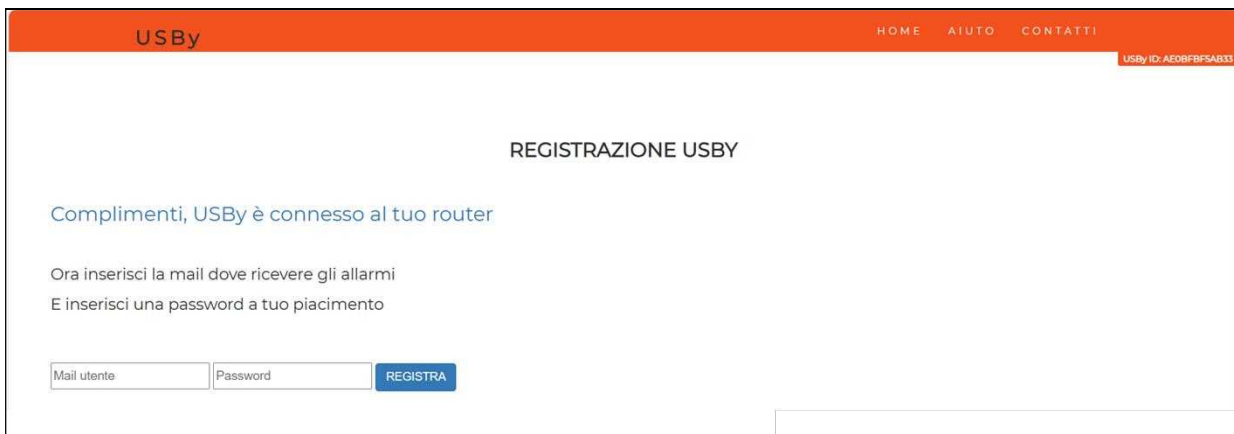 USBy
HOME AIUTO CONTATTI
USBy ID: AE0BFBF5AB33
REGISTRAZIONE USBY
Complimenti, USBy è connesso al tuo router
Ora inserisci la mail dove ricevere gli allarmi
E inserisci una password a tuo piacimento
Mail utente Password REGISTRA